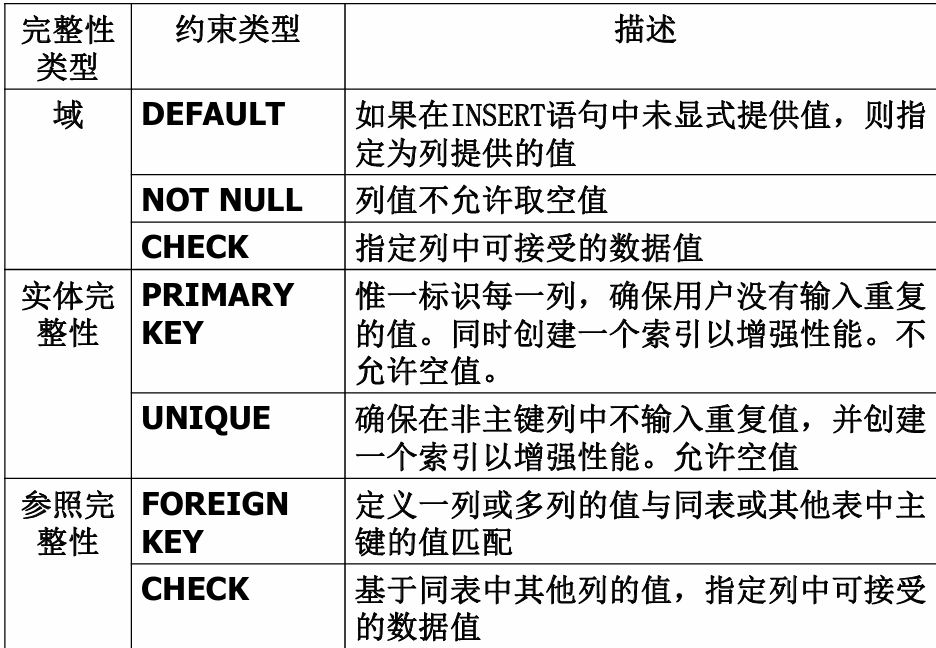 完整性
类型
约束类型
描述
域
DEFAULT
如果在INSERT语句中未显式提供值，则指
定为列提供的值
NOT NULL
列值不允许取空值
CHECK
指定列中可接受的数据值
实体完
整性
PRIMARY
KEY
惟一标识每一列，确保用户没有输入重复
的值。同时创建一个索引以增强性能。不
允许空值。
UNIQUE
确保在非主键列中不输入重复值，并创建
一个索引以增强性能。允许空值
参照完
整性
FOREIGN
KEY
定义一列或多列的值与同表或其他表中主
键的值匹配
CHECK
基于同表中其他列的值，指定列中可接受
的数据值